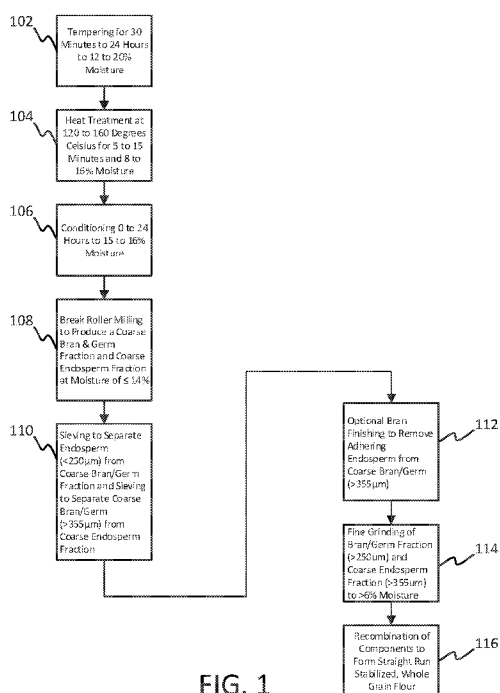 102
Tempering for 30
Minutes to 24 Hours
to 12 to 20%
Moisture
104
Heat Treatment at
120 to 160 Degrees
Celsius for 5 to 15
Minutes and 8 to
16% Moisture
106
Conditioning 0 to 24
Hours to 15 to 16%
Moisture
108
Break Roller Milling
to Produce a Coarse
Bran & Germ
Fraction and Coarse
Endosperm Fraction
at Moisture of ≤ 14%
110
Sieving to Separate
Endosperm
(<250μm) from
Coarse Bran/Germ
Fraction and Sieving
to Separate Coarse
Bran/Germ
(>355μm) from
Coarse Endosperm
Fraction
112
Optional Bran
Finishing to Remove
Adhering
Endosperm from
Coarse Bran/Germ
(>355μm)
114
Fine Grinding of
Bran/Germ Fraction
(>250um) and
Coarse Endosperm
Fraction (>355μm)
to >6% Moisture
116
Recombination of
Components to
Form Straight Run
Stabilized, Whole
Grain Flour
FIG. 1